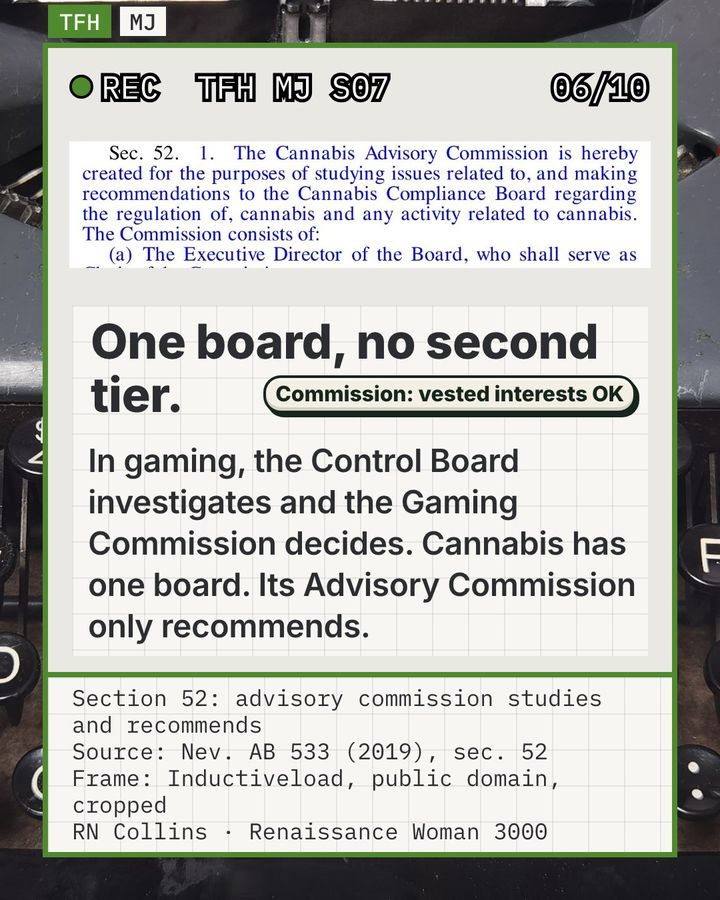 TFH MJ
REC TFH MJ S07 06/10
Sec. 52. 1. The Cannabis Advisory Commission is hereby
created for the purposes of studying issues related to, and making
recommendations to the Cannabis Compliance Board regarding
the regulation of, cannabis and any activity related to cannabis.
The Commission consists of:
(a) The Executive Director of the Board, who shall serve as
One board, no second
tier.
Commission: vested interests OK
In gaming, the Control Board
investigates and the Gaming
Commission decides. Cannabis has
one board. Its Advisory Commission
only recommends.
Section 52: advisory commission studies
and recommends
Source: Nev. AB 533 (2019), sec. 52
Frame: Inductiveload, public domain,
cropped
RN Collins · Renaissance Woman 3000